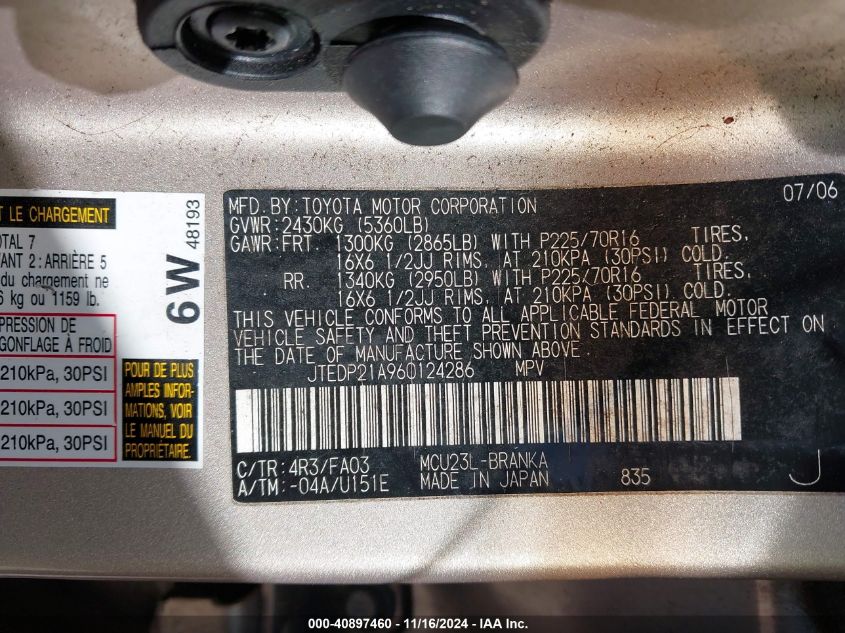 T LE CHARGEMENT
OTAL 7
ANT 2:ARRIÈRE 5
du chargement ne
6 kg ou 1159 lb.
PRESSION DE
GONFLAGE À FROID
210kPa, 30PSI
210kPa, 30PSI
210kPa, 30PSI
6W 48193
POUR DE PLUS
AMPLES INFOR-
MATIONS, VOIR
LE MANUEL DU
PROPRIÉTAIRE.
MFD.BY:TOYOTA MOTOR CORPORATION 07/06
GVWR:2430KG (5360LB)
GAWR:FRT. 1300KG (2865LB) WITH P225/70R16 TIRES,
16X6 1/2JJ RIMS, AT 210KPA (30PSI) COLD.
RR. 1340KG (2950LB) WITH P225/70R16 TIRES,
16X6 1/2JJ RIMS, AT 210KPA (30PSI) COLD.
THIS VEHICLE CONFORMS TO ALL APPLICABLE FEDERAL MOTOR
VEHICLE SAFETY AND THEFT PREVENTION STANDARDS IN EFFECT ON
THE DATE OF MANUFACTURE SHOWN ABOVE
JTEDP21A960124286 MPV
C/TR:4R3/FA03 MCU23L-BRANKA
A/TM:-04A/U151E MADE IN JAPAN 835 J
000-40897460 - 11/16/2024 - IAA Inc.